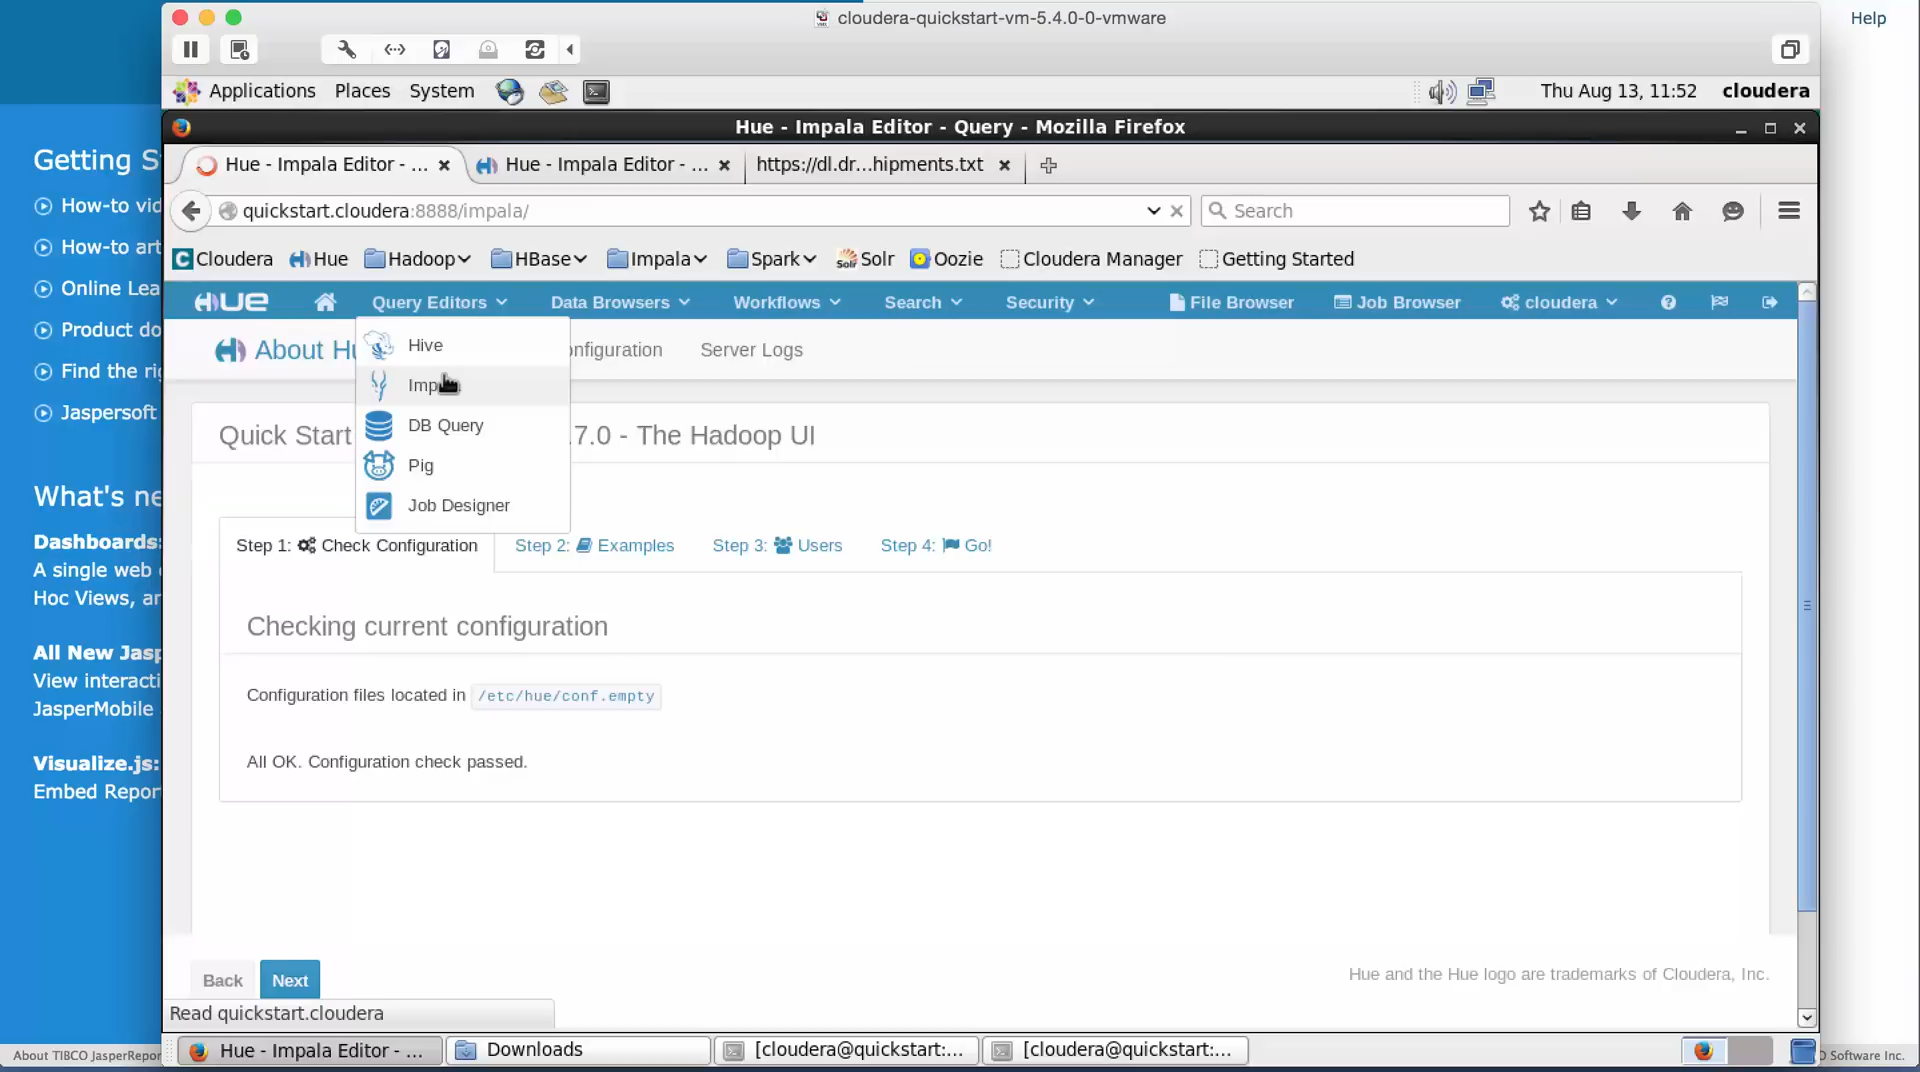 cloudera-quickstart-vm-5.4.0-0-vmware
Help
Applications Places System
Thu Aug 13, 11:52 cloudera
Hue - Impala Editor - Query - Mozilla Firefox
Hue - Impala Editor - ...
Hue - Impala Editor - ...
https://dl.dr...hipments.txt
quickstart.cloudera:8888/impala/
Search
Cloudera Hue Hadoop HBase Impala Spark Solr Oozie Cloudera Manager Getting Started
HUE Query Editors Data Browsers Workflows Search Security File Browser Job Browser cloudera
Hive
DB Query
Pig
Job Designer
About Hu
onfiguration
Server Logs
Quick Start
.7.0 - The Hadoop UI
Step 1: Check Configuration
Step 2: Examples
Step 3: Users
Step 4: Go!
Checking current configuration
Configuration files located in /etc/hue/conf.empty
All OK. Configuration check passed.
Back Next
Hue and the Hue logo are trademarks of Cloudera, Inc.
Read quickstart.cloudera
Hue - Impala Editor - ...
Downloads
[cloudera@quickstart:...
[cloudera@quickstart:...
Getting S
How-to vid
How-to art
Online Lea
Product do
Find the rig
Jaspersoft
What's ne
Dashboards:
A single web
Hoc Views, an
All New Jasp
View interacti
JasperMobile
Visualize.js:
Embed Repor
About TIBCO JasperRepor
O Software Inc.